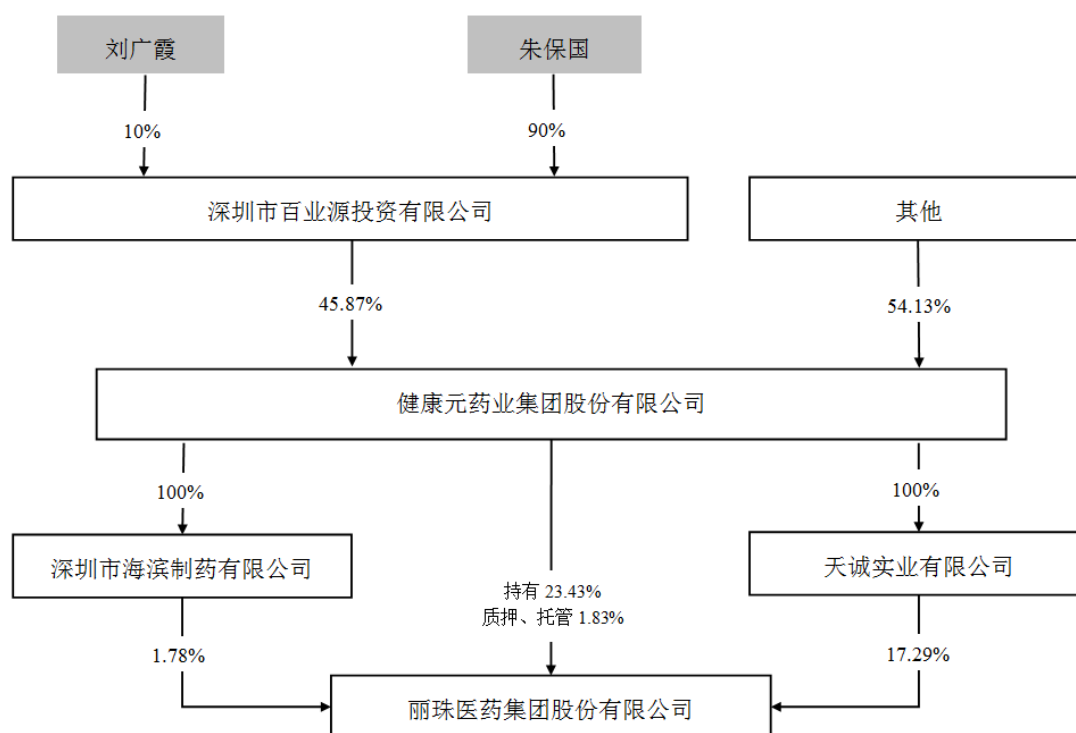 刘广霞
朱保国
10%
90%
深圳市百业源投资有限公司
其他
45.87%
54.13%
健康元药业集团股份有限公司
100%
100%
深圳市海滨制药有限公司
天诚实业有限公司
持有 23.43%
质押、托管 1.83%
1.78%
17.29%
丽珠医药集团股份有限公司